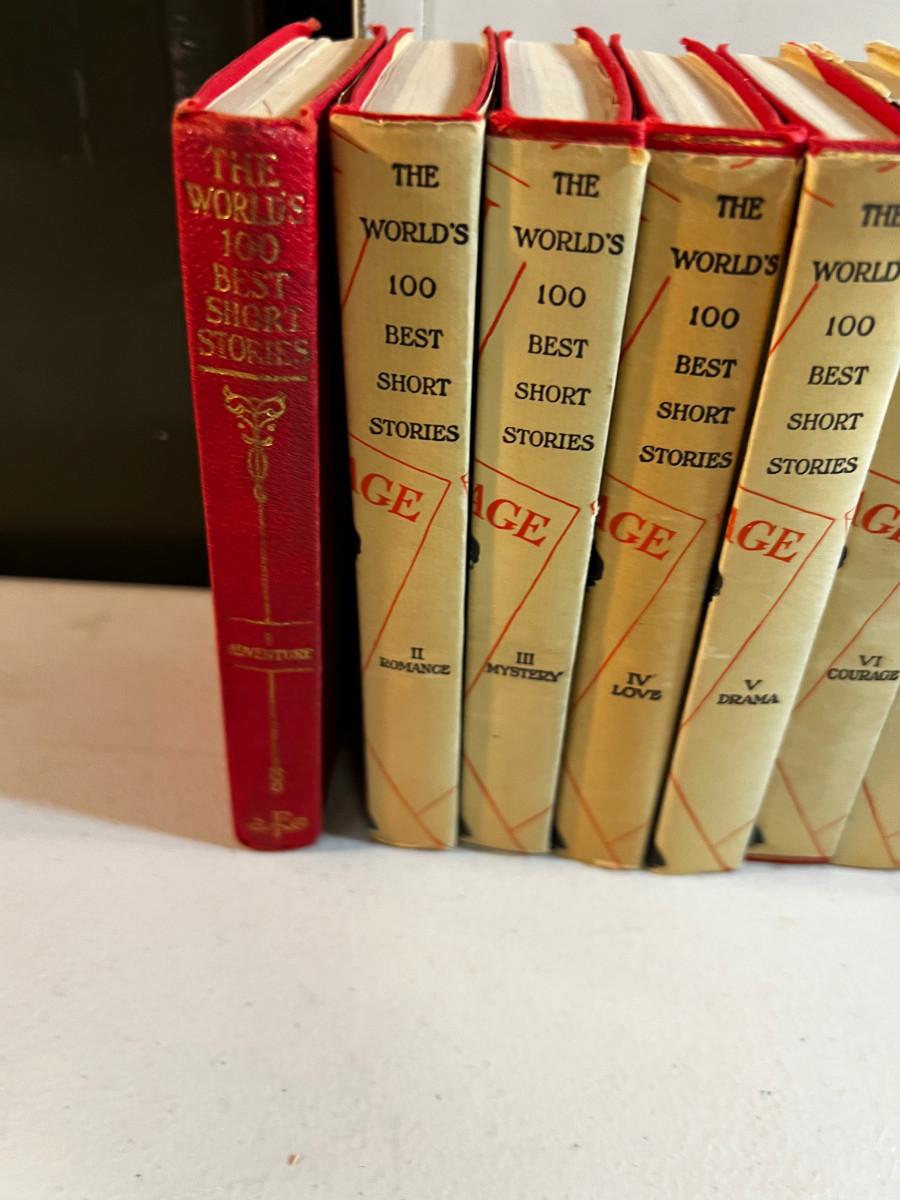 THE
WORLD'S
100
BEST
SHORT
STORIES
I
ADVENTURE
F
THE
WORLD'S
100
BEST
SHORT
STORIES
AGE
II
ROMANCE
THE
WORLD'S
100
BEST
SHORT
STORIES
AGE
III
MYSTERY
THE
WORLD'S
100
BEST
SHORT
STORIES
AGE
IV
LOVE
THE
WORLD
100
BEST
SHORT
STORIES
AGE
V
DRAMA
AG
VI
COURAGE